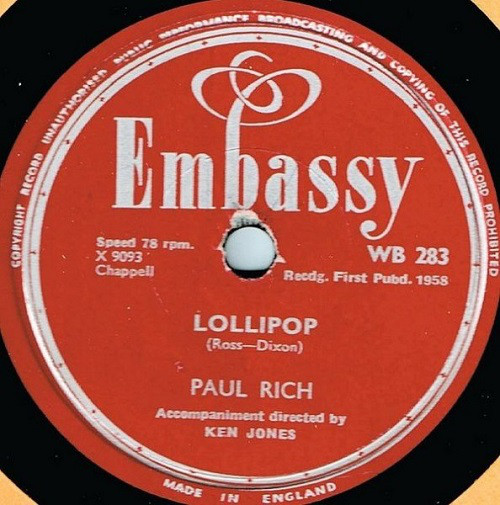 COPYRIGHT RECORD UNAUTHORISED PUBLIC PERFORMANCE BROADCASTING AND COPYING OF THIS RECORD PROHIBITED
Embassy
Speed 78 rpm.
X 9093
Chappell
WB 283
Recdg. First Pubd. 1958
LOLLIPOP
(Ross—Dixon)
PAUL RICH
Accompaniment directed by
KEN JONES
MADE IN ENGLAND